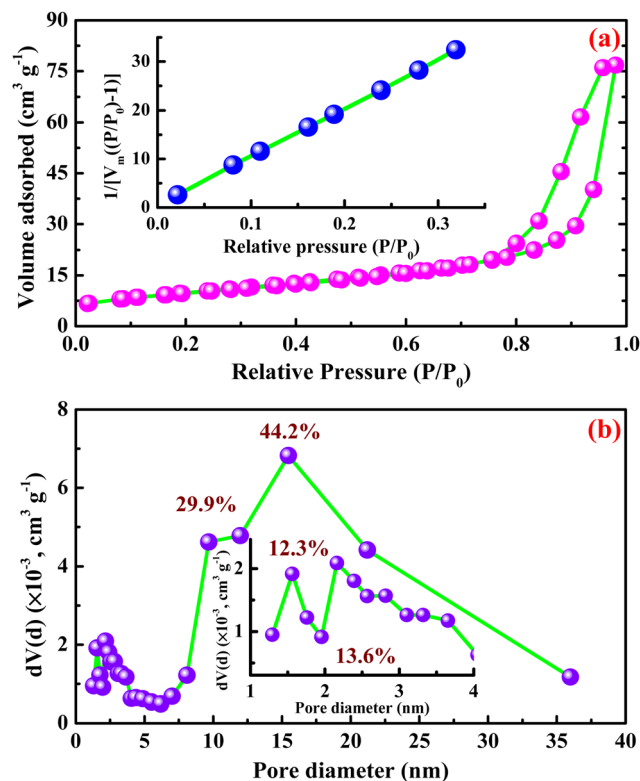 (a)
90
75
60
45
30
15
0
Volume adsorbed (cm³ g⁻¹)
0.0 0.2 0.4 0.6 0.8 1.0
Relative Pressure (P/P₀)
40
30
20
10
0
1/[Vₘ((P/P₀)-1)]
0.0 0.1 0.2 0.3
Relative pressure (P/P₀)
(b)
8
6
4
2
0
dV(d) (×10⁻³, cm³ g⁻¹)
44.2%
29.9%
0 5 10 15 20 25 30 35 40
Pore diameter (nm)
12.3%
13.6%
2
1
dV(d) (×10⁻³, cm³ g⁻¹)
1 2 3 4
Pore diameter (nm)